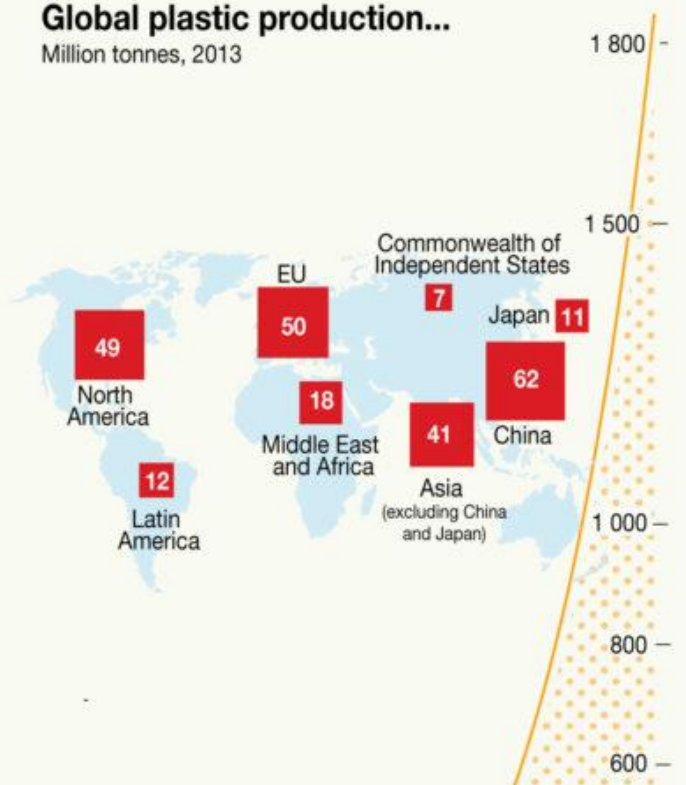 Global plastic production...
Million tonnes, 2013
1 800
1 500
Commonwealth of
Independent States
7
EU
50
Japan 11
49
North
America
62
China
18
Middle East
and Africa
41
Asia
(excluding China
and Japan)
12
Latin
America
1 000
800
600